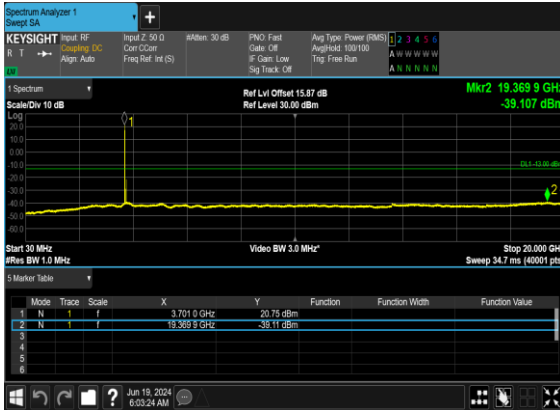 Spectrum Analyzer 1
Swept SA
+
KEYSIGHT
R T
Input: RF
Coupling: DC
Align: Auto
Input Z: 50 Ω
Corr CCorr
Freq Ref: Int (S)
#Atten: 30 dB
PNO: Fast
Gate: Off
IF Gain: Low
Sig Track: Off
Avg Type: Power (RMS)
Avg|Hold: 100/100
Trig: Free Run
1 2 3 4 5 6
A W W W W W
A N N N N N
1 Spectrum
Scale/Div 10 dB
Ref Lvl Offset 15.87 dB
Ref Level 30.00 dBm
Mkr2 19.369 9 GHz
-39.107 dBm
Log
20.0
10.0
0.00
-10.0
-20.0
-30.0
-40.0
-50.0
-60.0
1
DL1 -13.00 dBm
2
Start 30 MHz
#Res BW 1.0 MHz
Video BW 3.0 MHz*
Stop 20.000 GHz
Sweep 34.7 ms (40001 pts)
5 Marker Table
Mode Trace Scale X Y Function Function Width Function Value
1 N 1 f 3.701 0 GHz 20.75 dBm
2 N 1 f 19.369 9 GHz -39.11 dBm
3
4
5
6
?
Jun 19, 2024
6:03:24 AM